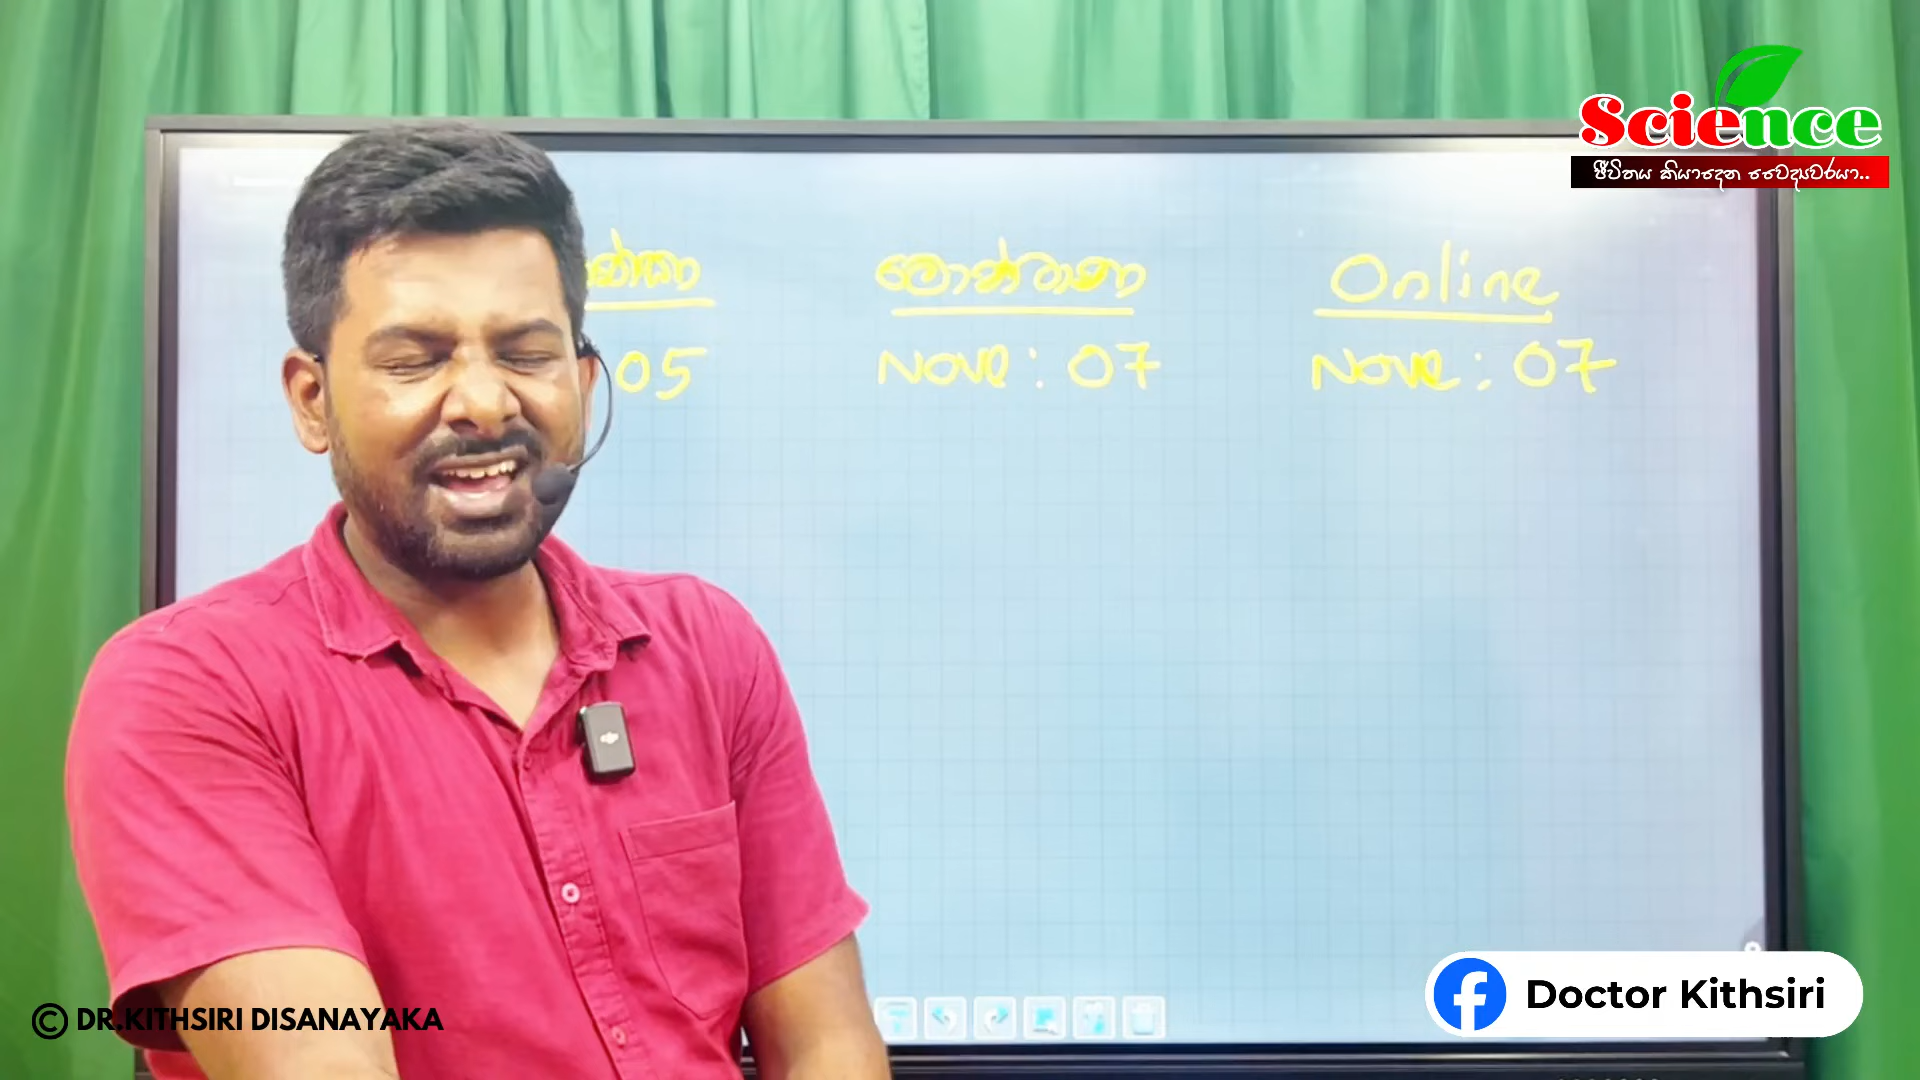 Science
ජීවිතය කියාදෙන වෛද්‍යවරයා..
Online
05
Nove : 07
Nove : 07
Doctor Kithsiri
© DR.KITHSIRI DISANAYAKA